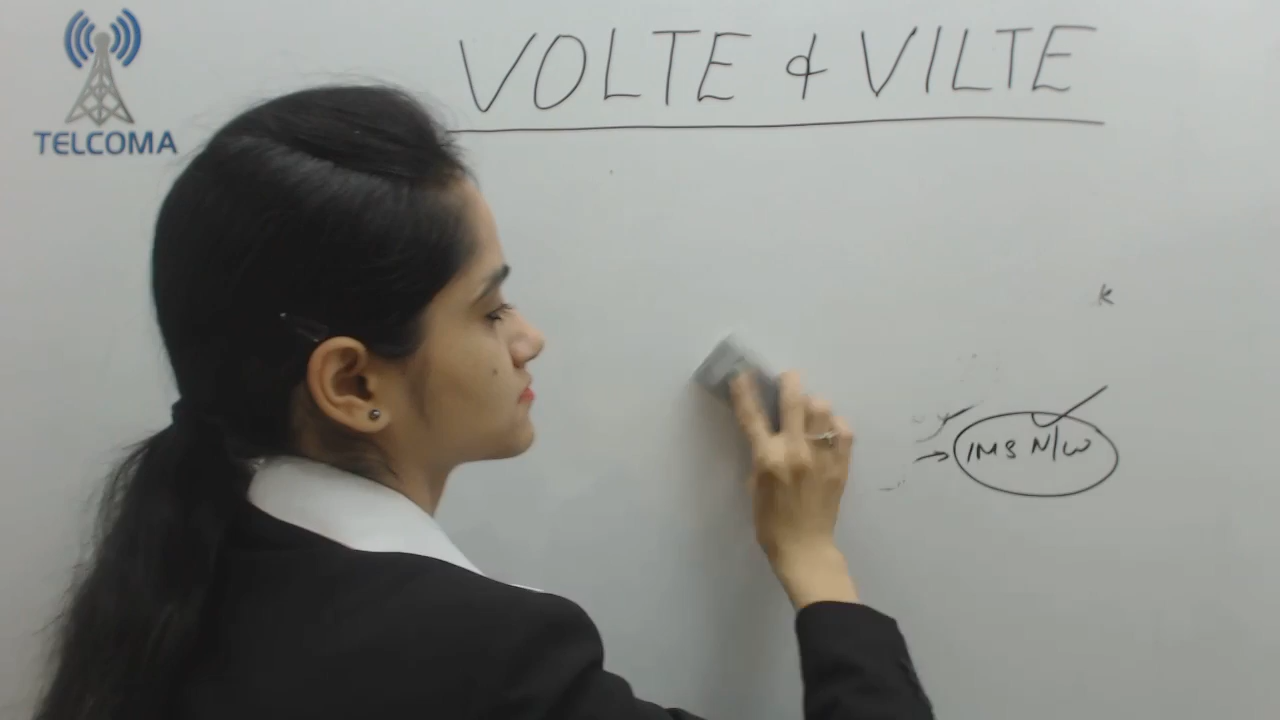 TELCOMA
VOLTE & VILTE
K
→ IMS N/W